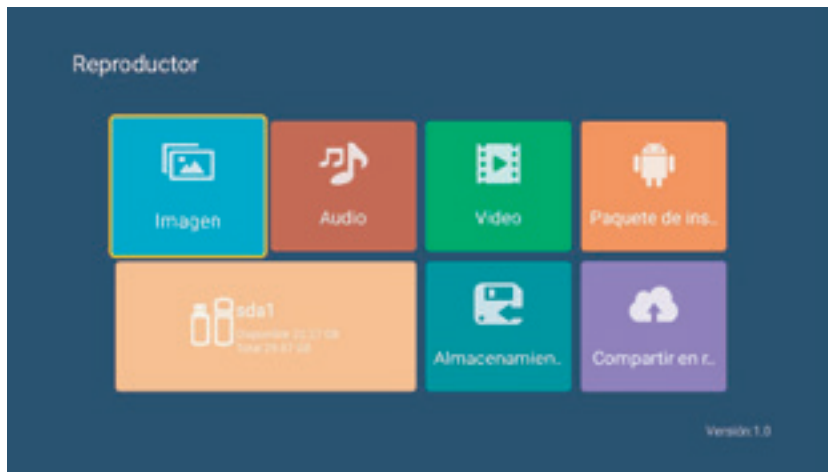 Reproductor
Imagen
Audio
Video
Paquete de ins..
sda1
Almacenamien..
Compartir en r..
Versión:1.0